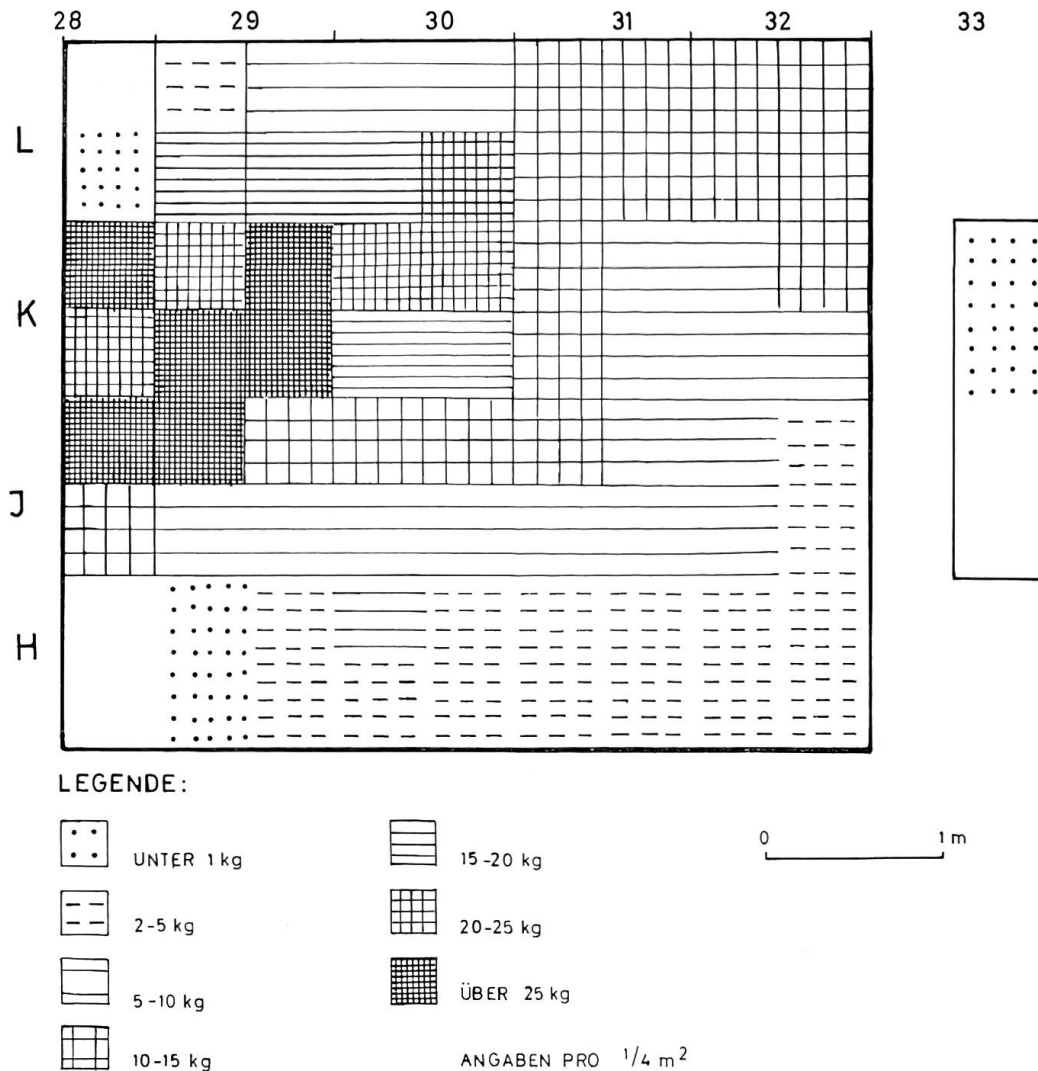 28 29 30 31 32 33
L
K
J
H
LEGENDE:
UNTER 1 kg
2-5 kg
5-10 kg
10-15 kg
15-20 kg
20-25 kg
ÜBER 25 kg
ANGABEN PRO 1/4 m²
0 1 m